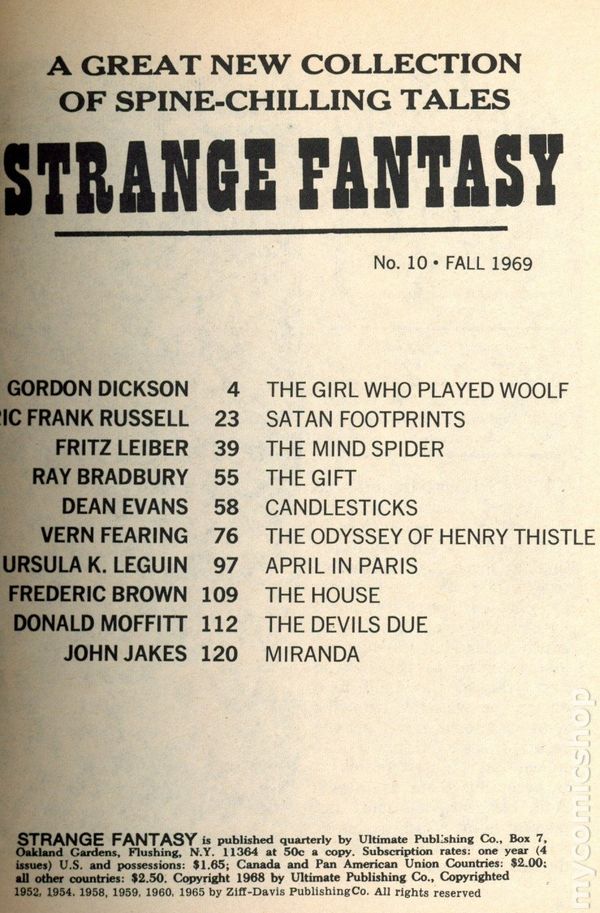 A GREAT NEW COLLECTION
OF SPINE-CHILLING TALES
STRANGE FANTASY
No. 10 • FALL 1969
GORDON DICKSON 4 THE GIRL WHO PLAYED WOOLF
IC FRANK RUSSELL 23 SATAN FOOTPRINTS
FRITZ LEIBER 39 THE MIND SPIDER
RAY BRADBURY 55 THE GIFT
DEAN EVANS 58 CANDLESTICKS
VERN FEARING 76 THE ODYSSEY OF HENRY THISTLE
URSULA K. LEGUIN 97 APRIL IN PARIS
FREDERIC BROWN 109 THE HOUSE
DONALD MOFFITT 112 THE DEVILS DUE
JOHN JAKES 120 MIRANDA
STRANGE FANTASY is published quarterly by Ultimate Publishing Co., Box 7,
Oakland Gardens, Flushing, N.Y. 11364 at 50c a copy. Subscription rates: one year (4
issues) U.S. and possessions: $1.65; Canada and Pan American Union Countries: $2.00;
all other countries: $2.50. Copyright 1968 by Ultimate Publishing Co., Copyrighted
1952, 1954, 1958, 1959, 1960, 1965 by Ziff-Davis Publishing Co. All rights reserved
mycomicshop